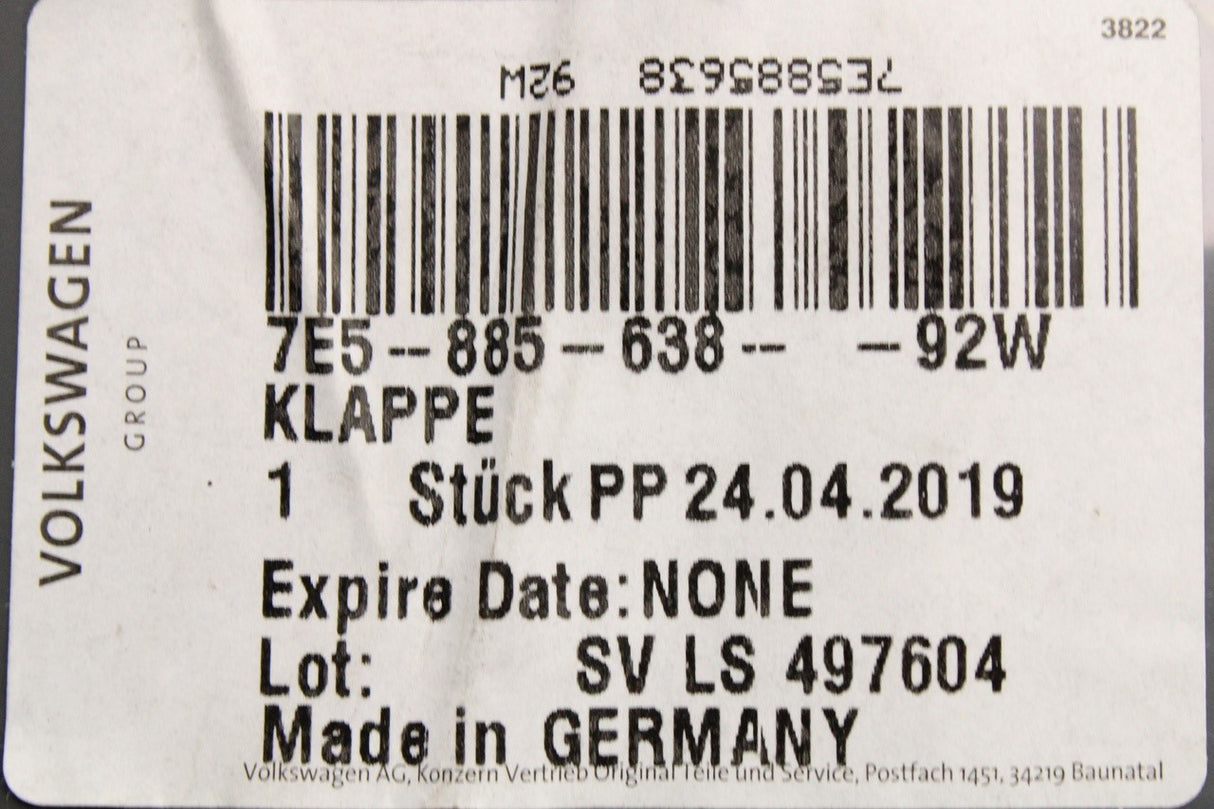 3822
7E5885638 92W
7E5-885-638-- -92W
KLAPPE
1 Stück PP 24.04.2019
Expire Date:NONE
Lot: SV LS 497604
Made in GERMANY
Volkswagen AG, Konzern Vertrieb Original Teile und Service, Postfach 1451, 34219 Baunatal
VOLKSWAGEN
GROUP